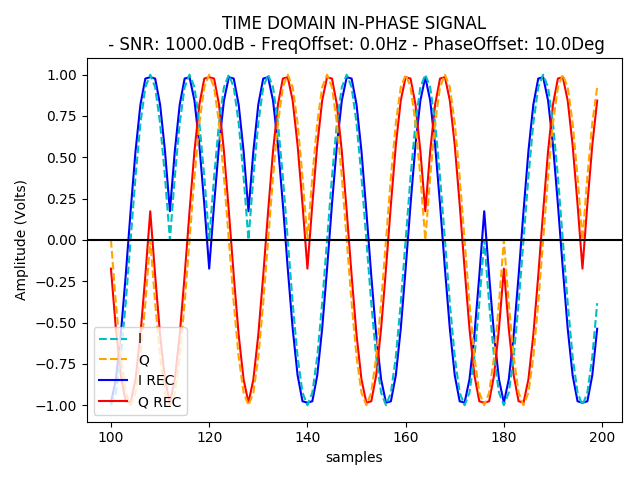 TIME DOMAIN IN-PHASE SIGNAL
- SNR: 1000.0dB - FreqOffset: 0.0Hz - PhaseOffset: 10.0Deg
Amplitude (Volts)
1.00
0.75
0.50
0.25
0.00
−0.25
−0.50
−0.75
−1.00
I
Q
I REC
Q REC
100 120 140 160 180 200
samples